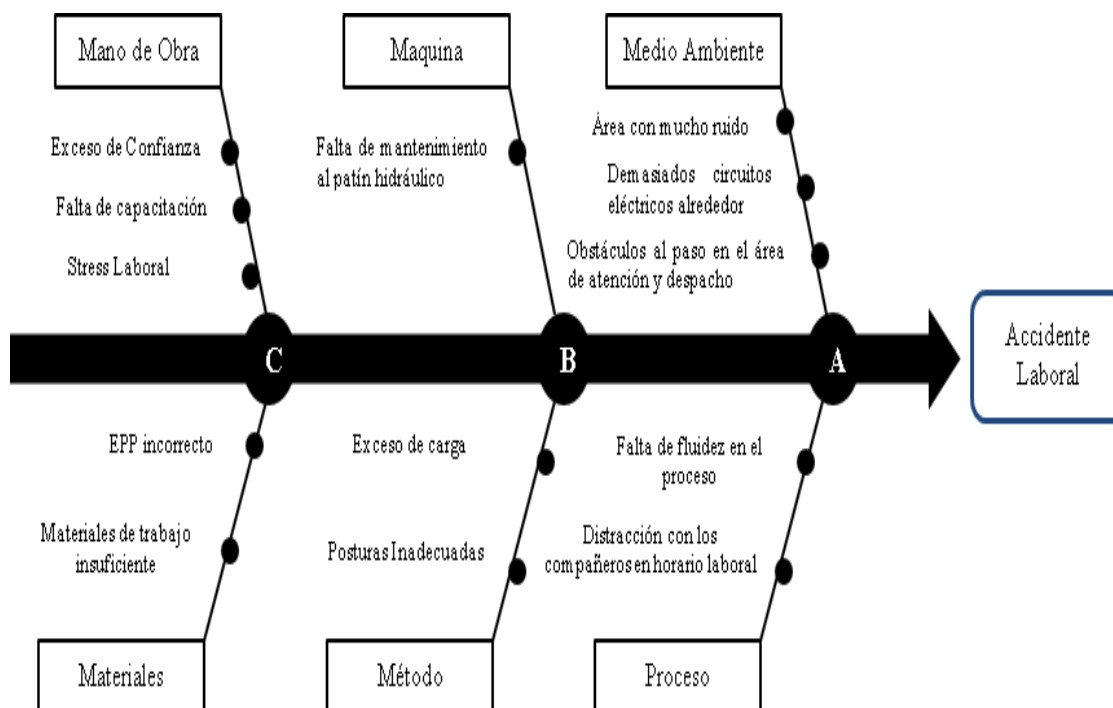 Mano de Obra
Maquina
Medio Ambiente
Exceso de Confianza
Falta de capacitación
Stress Laboral
Falta de mantenimiento
al patín hidráulico
Área con mucho ruido
Demasiados circuitos
eléctricos alrededor
Obstáculos al paso en el área
de atención y despacho
C
B
A
Accidente
Laboral
EPP incorrecto
Materiales de trabajo
insuficiente
Exceso de carga
Posturas Inadecuadas
Falta de fluidez en el
proceso
Distracción con los
compañeros en horario laboral
Materiales
Método
Proceso